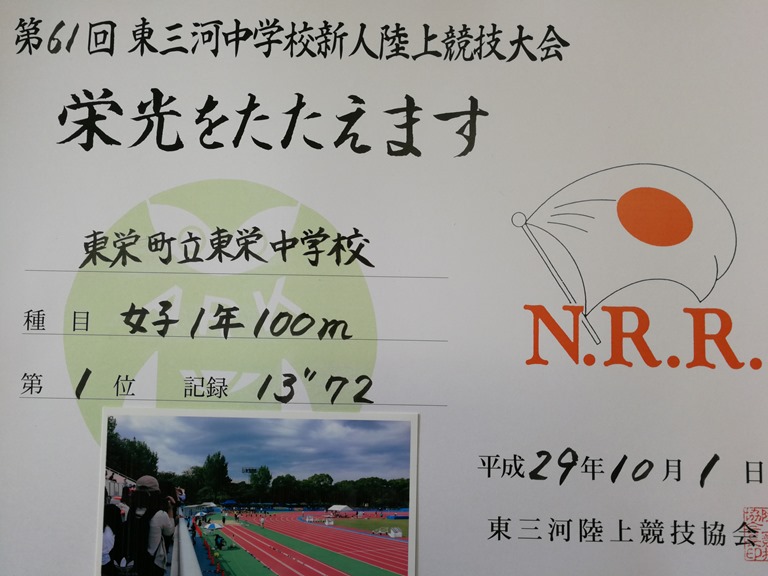 第61回 東三河中学校新人陸上競技大会
栄光をたたえます
東栄町立東栄中学校
種目 女子1年100m
第 1 位 記録 13"72
N.R.R.
平成29年10月1日
東三河陸上競技協会